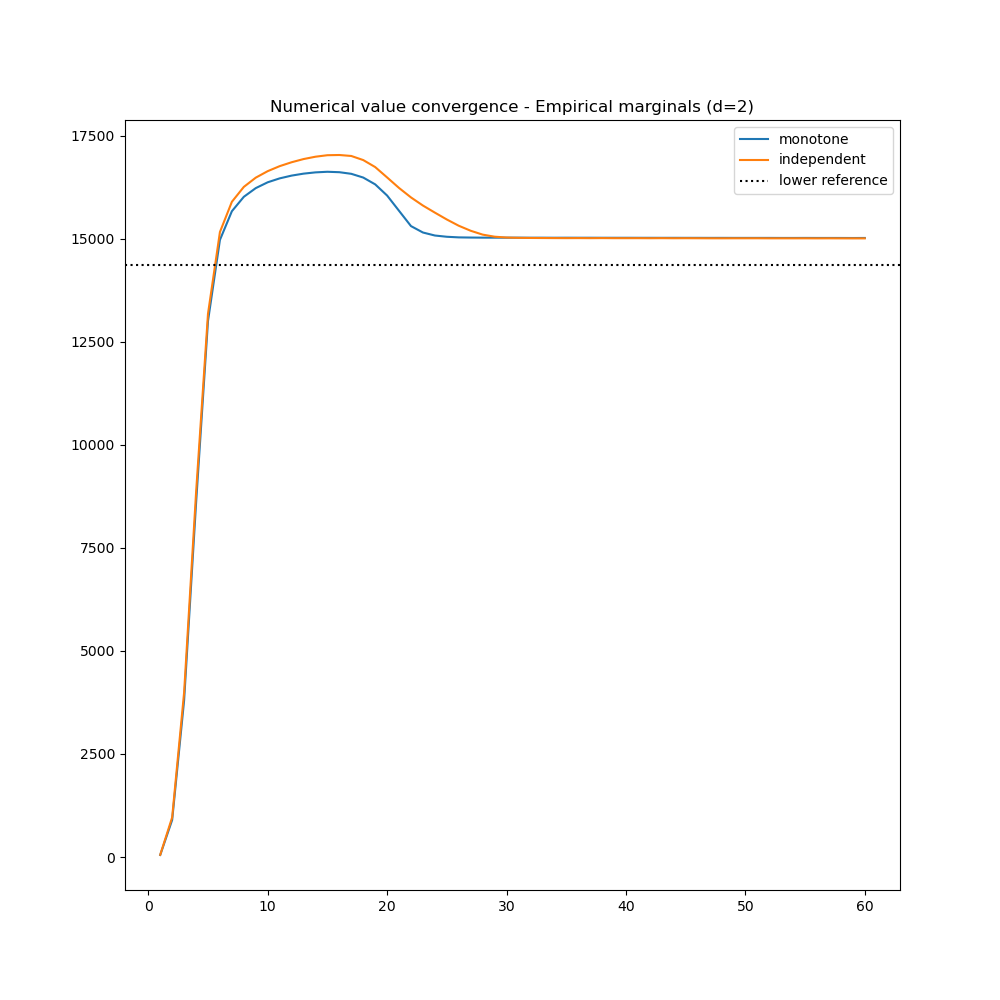 Numerical value convergence - Empirical marginals (d=2)
monotone
independent
lower reference
17500
15000
12500
10000
7500
5000
2500
0
0 10 20 30 40 50 60